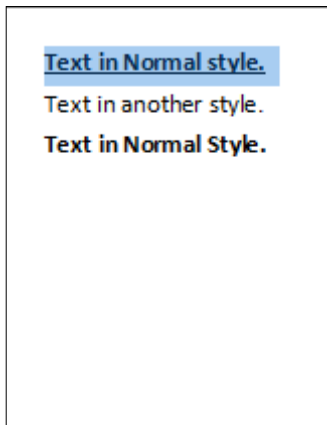 Text in Normal style.
Text in another style.
Text in Normal Style.